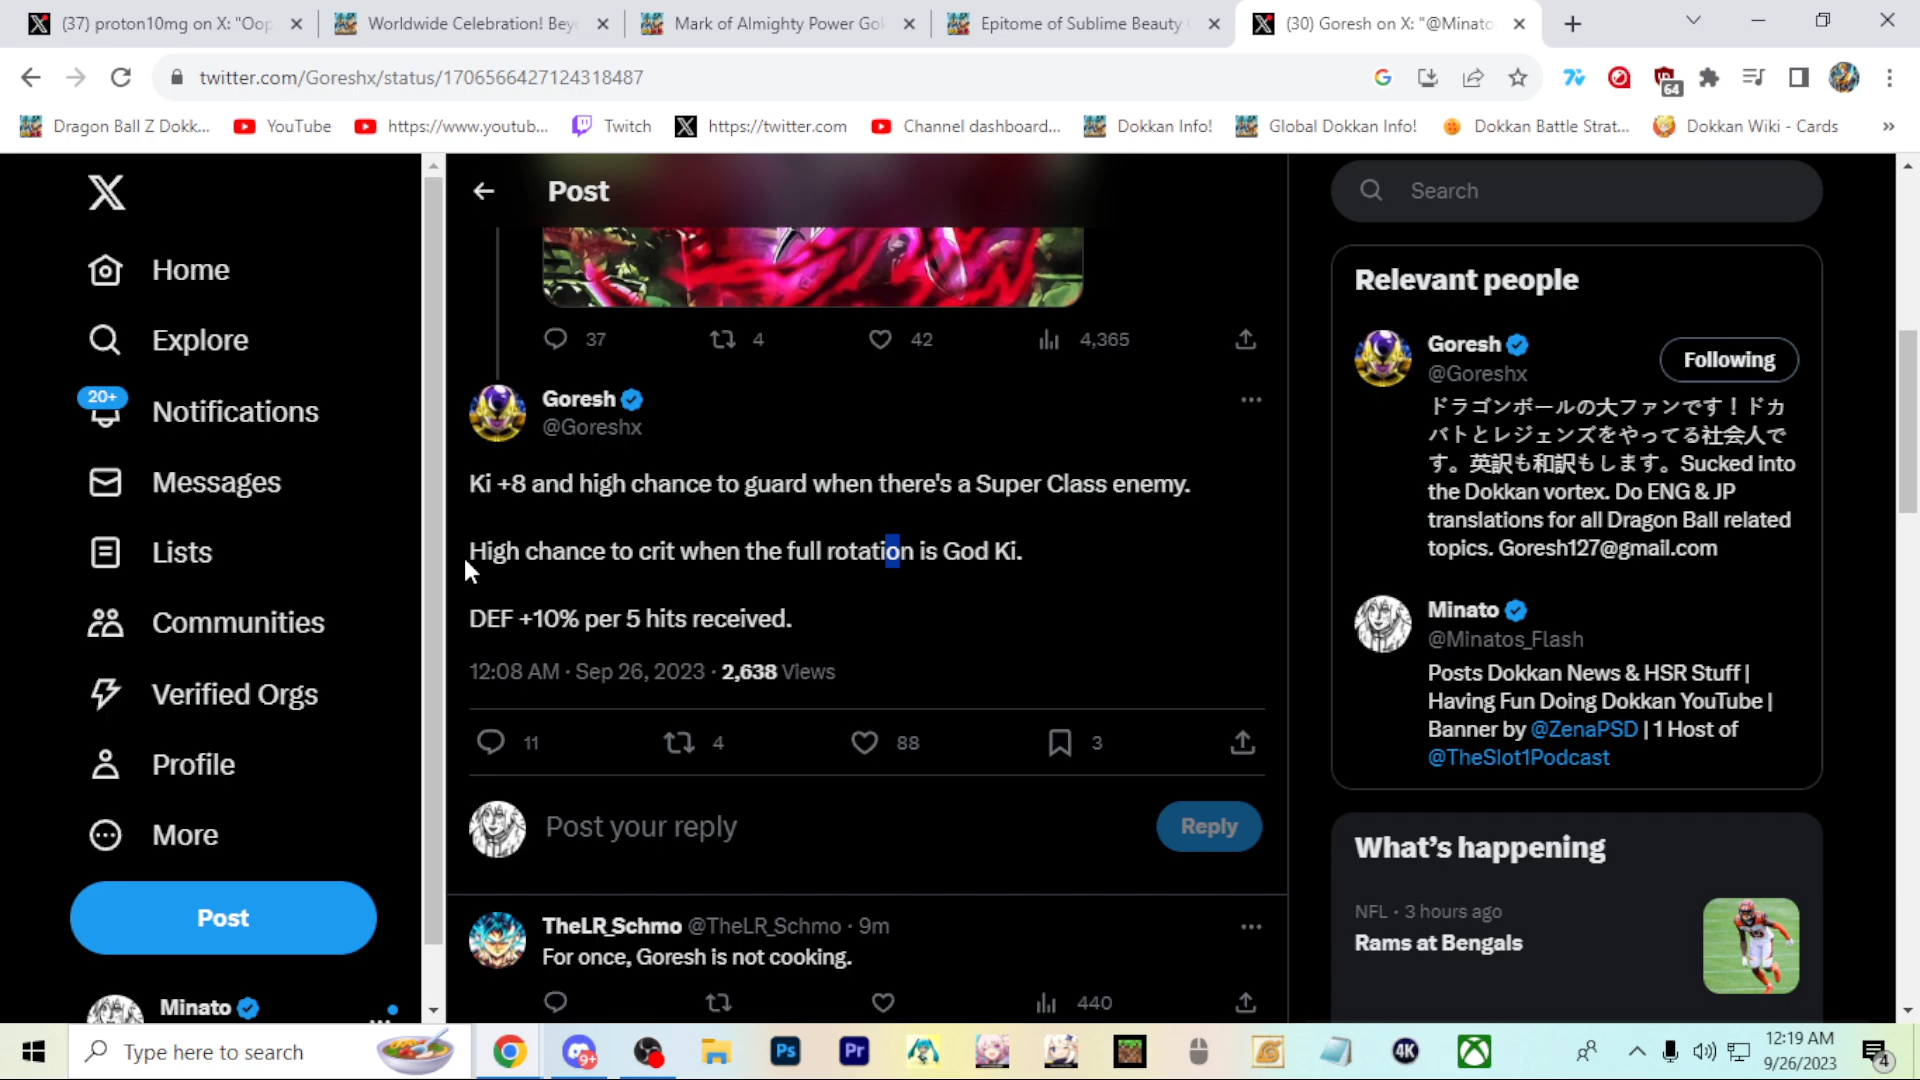 (37) proton10mg on X: "Oop
Worldwide Celebration! Bey
Mark of Almighty Power Gok
Epitome of Sublime Beauty
(30) Goresh on X: "@Minato
twitter.com/Goreshx/status/1706566427124318487
64
Dragon Ball Z Dokk...
YouTube
https://www.youtub...
Twitch
https://twitter.com
Channel dashboard...
Dokkan Info!
Global Dokkan Info!
Dokkan Battle Strat...
Dokkan Wiki - Cards
Home
Explore
20+
Notifications
Messages
Lists
Communities
Verified Orgs
Profile
More
Post
Minato
Post
37
4
42
4,365
Goresh
@Goreshx
Ki +8 and high chance to guard when there's a Super Class enemy.
High chance to crit when the full rotation is God Ki.
DEF +10% per 5 hits received.
12:08 AM · Sep 26, 2023 · 2,638 Views
11
4
88
3
Post your reply
Reply
TheLR_Schmo @TheLR_Schmo · 9m
For once, Goresh is not cooking.
440
Search
Relevant people
Goresh
@Goreshx
Following
ドラゴンボールの大ファンです！ドカ
バトとレジェンズをやってる社会人で
す。英訳も和訳もします。Sucked into
the Dokkan vortex. Do ENG & JP
translations for all Dragon Ball related
topics. Goresh127@gmail.com
Minato
@Minatos_Flash
Posts Dokkan News & HSR Stuff |
Having Fun Doing Dokkan YouTube |
Banner by @ZenaPSD | 1 Host of
@TheSlot1Podcast
What's happening
NFL · 3 hours ago
Rams at Bengals
Type here to search
9+
Ps
Pr
4K
12:19 AM
9/26/2023
4